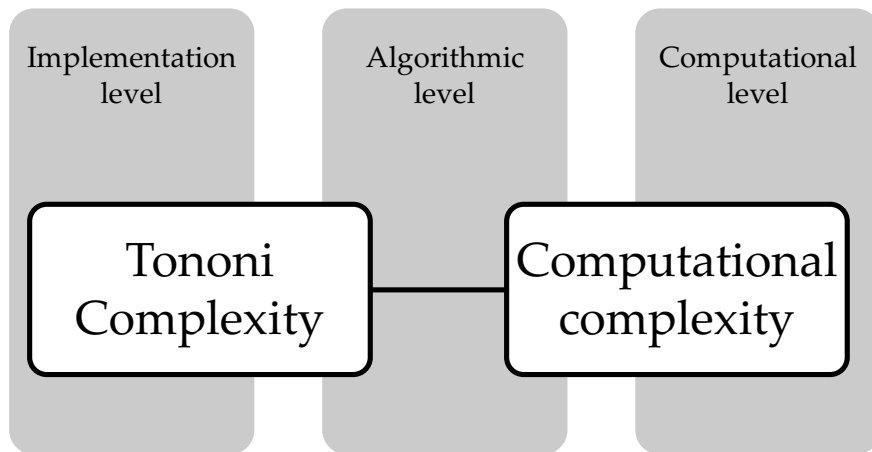 Implementation
level
Algorithmic
level
Computational
level
Tononi
Complexity
Computational
complexity